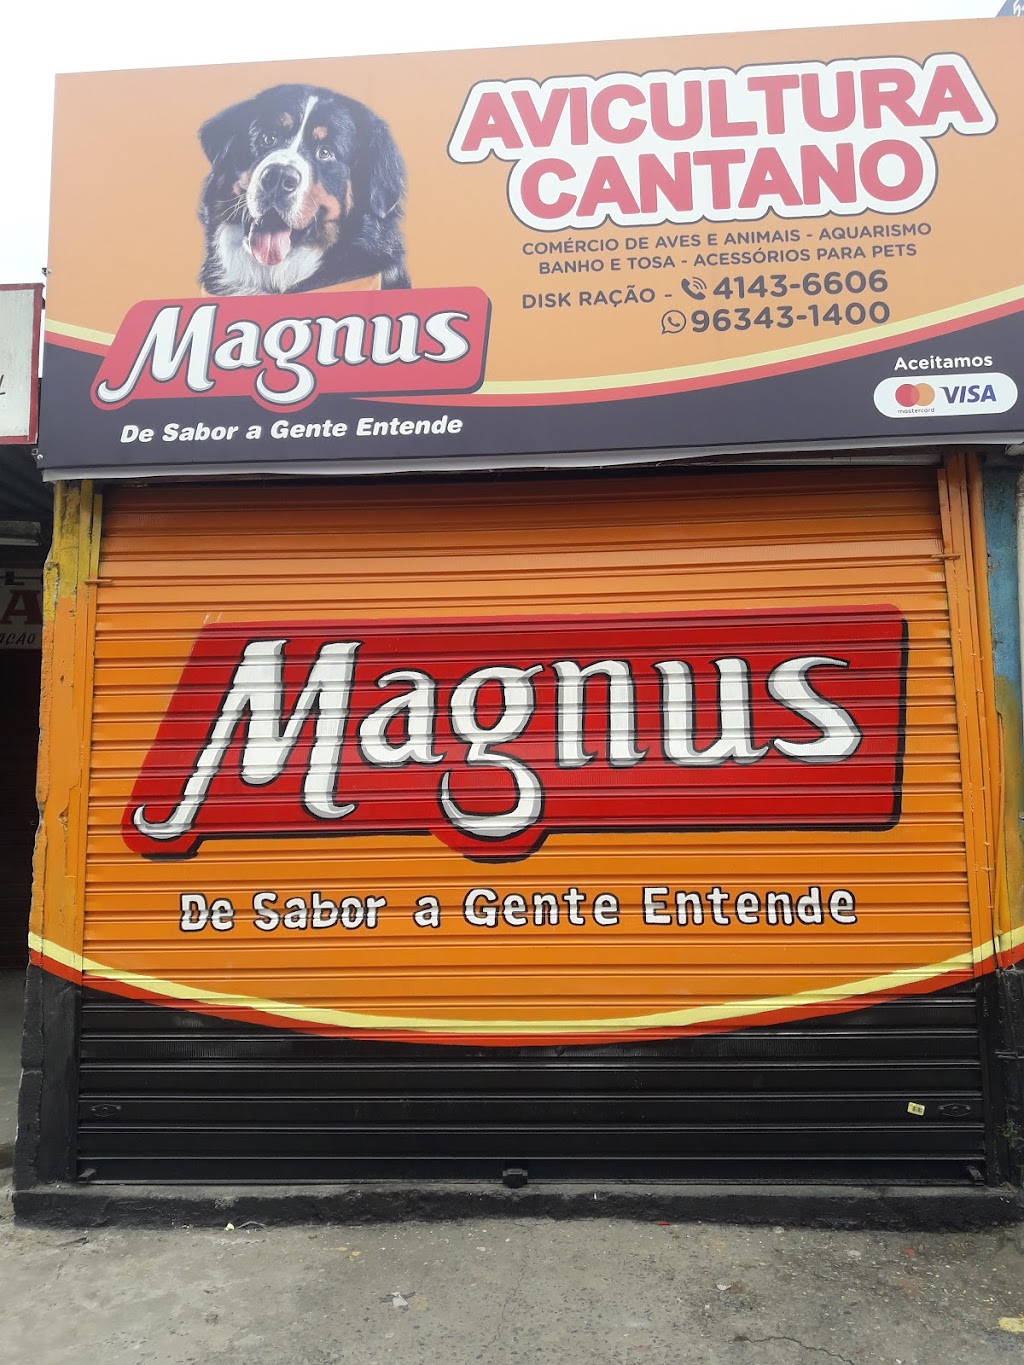 AVICULTURA
CANTANO
COMÉRCIO DE AVES E ANIMAIS - AQUARISMO
BANHO E TOSA - ACESSÓRIOS PARA PETS
DISK RAÇÃO - 4143-6606
96343-1400
Magnus
De Sabor a Gente Entende
Aceitamos
mastercard VISA
Magnus
De Sabor a Gente Entende